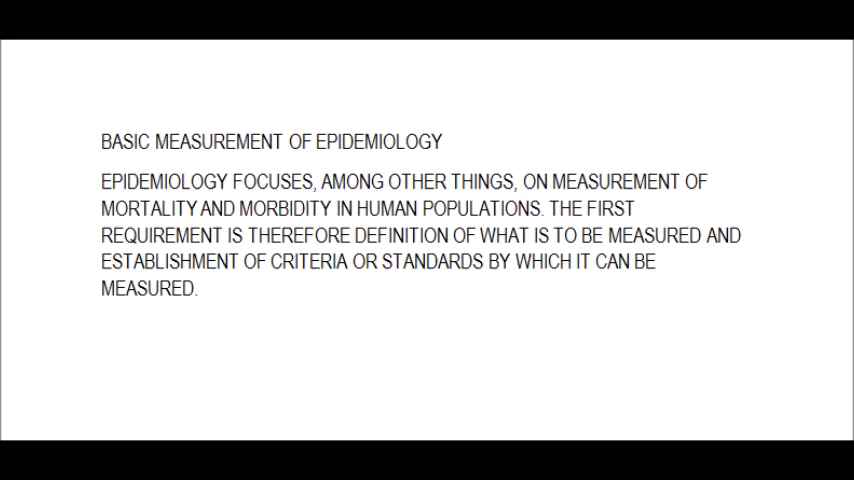 BASIC MEASUREMENT OF EPIDEMIOLOGY
EPIDEMIOLOGY FOCUSES, AMONG OTHER THINGS, ON MEASUREMENT OF
MORTALITY AND MORBIDITY IN HUMAN POPULATIONS. THE FIRST
REQUIREMENT IS THEREFORE DEFINITION OF WHAT IS TO BE MEASURED AND
ESTABLISHMENT OF CRITERIA OR STANDARDS BY WHICH IT CAN BE
MEASURED.